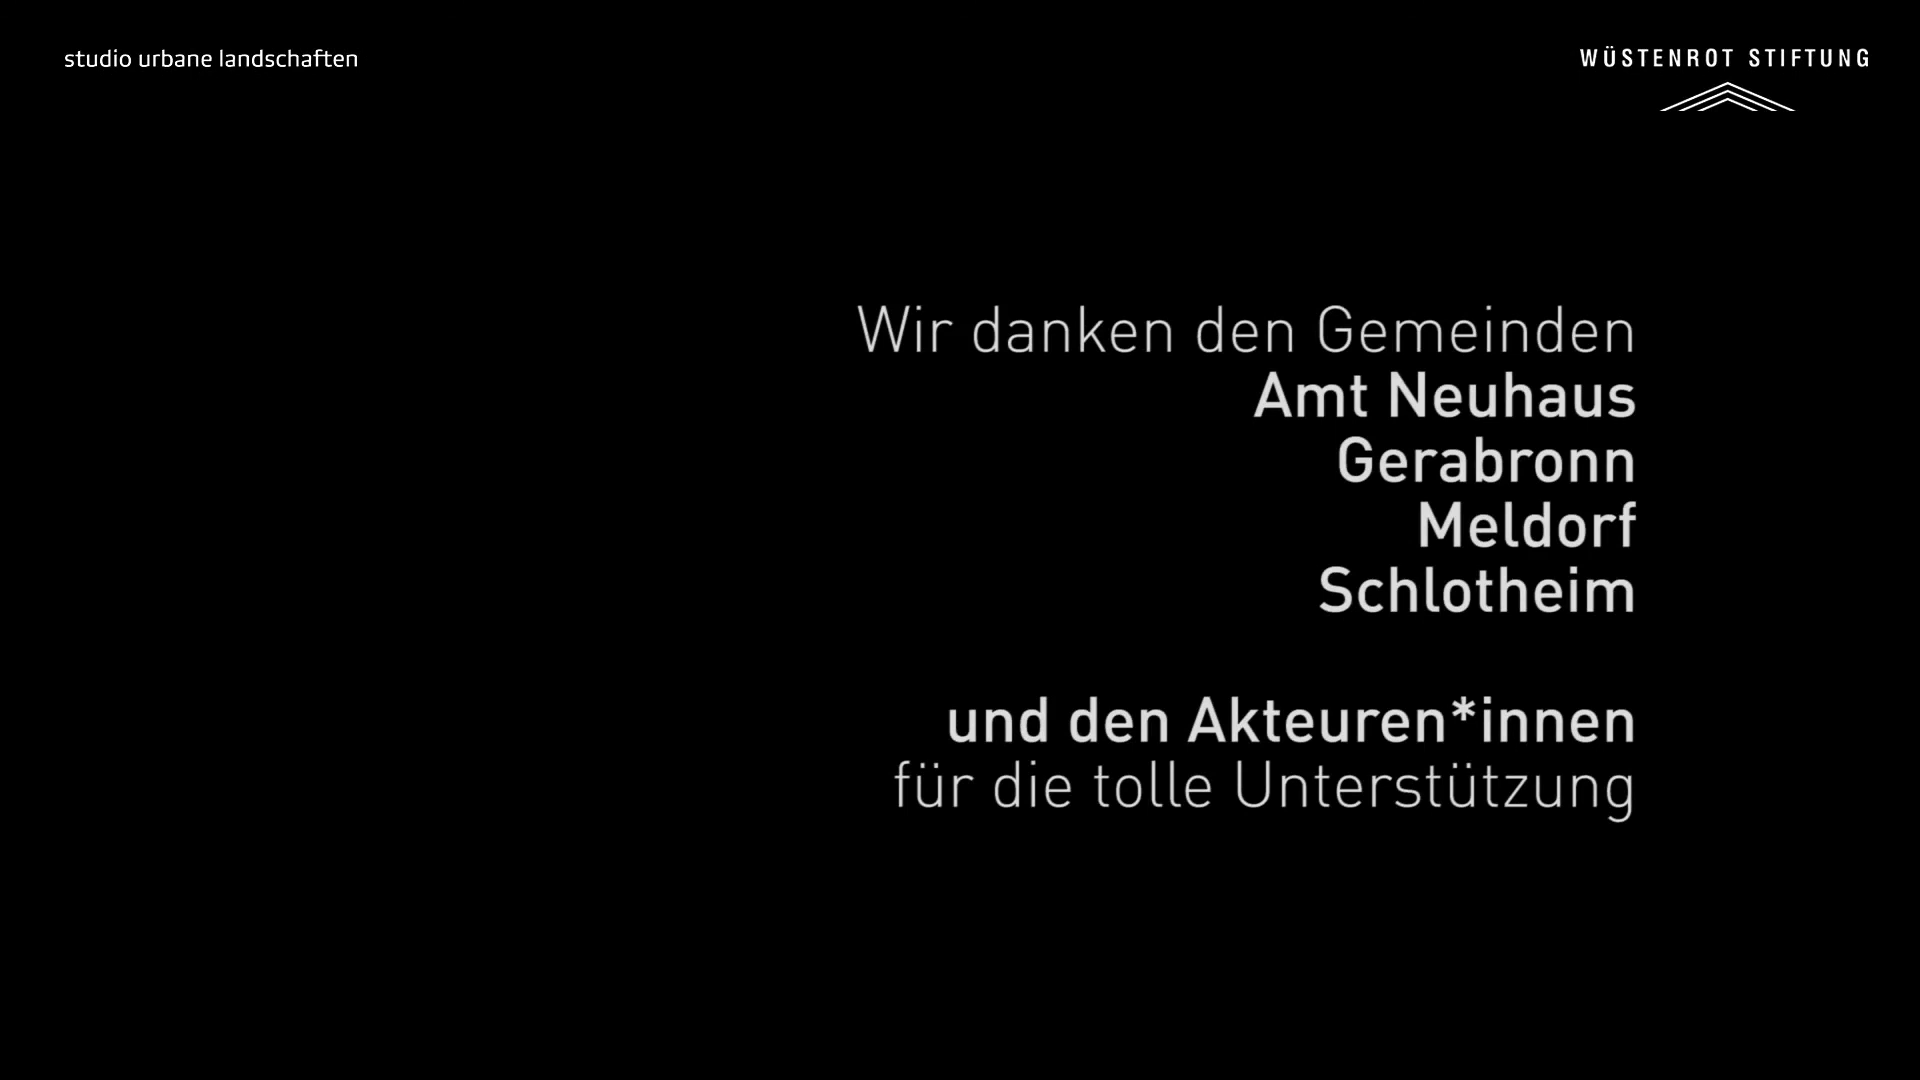 studio urbane landschaften
WÜSTENROT STIFTUNG
Wir danken den Gemeinden
Amt Neuhaus
Gerabronn
Meldorf
Schlotheim
und den Akteuren*innen
für die tolle Unterstützung